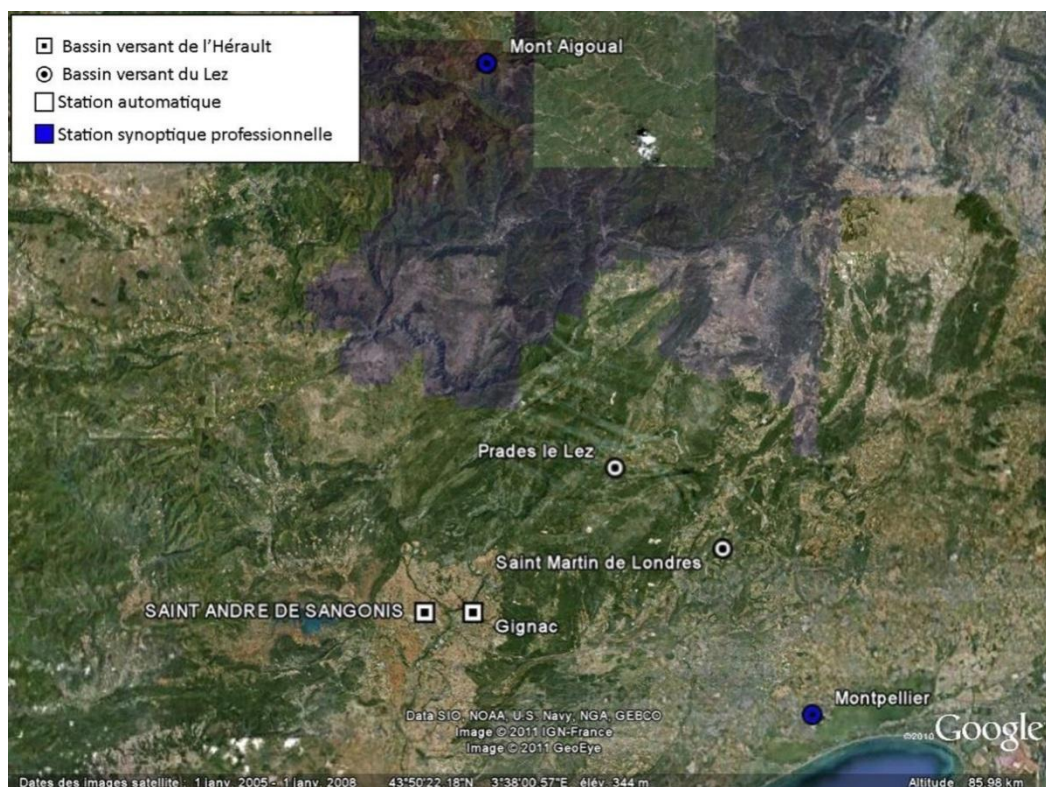 Bassin versant de l'Hérault
Bassin versant du Lez
Station automatique
Station synoptique professionnelle
Mont Aigoual
Prades le Lez
Saint Martin de Londres
SAINT ANDRE DE SANGONIS
Gignac
Montpellier
Data SIO, NOAA, U.S. Navy, NGA, GEBCO
Image © 2011 IGN-France
Image © 2011 GeoEye
©2010 Google
Dates des images satellite : 1 janv. 2005 - 1 janv. 2008 43°50'22.18"N 3°38'00.57"E élév. 344 m Altitude 85.98 km